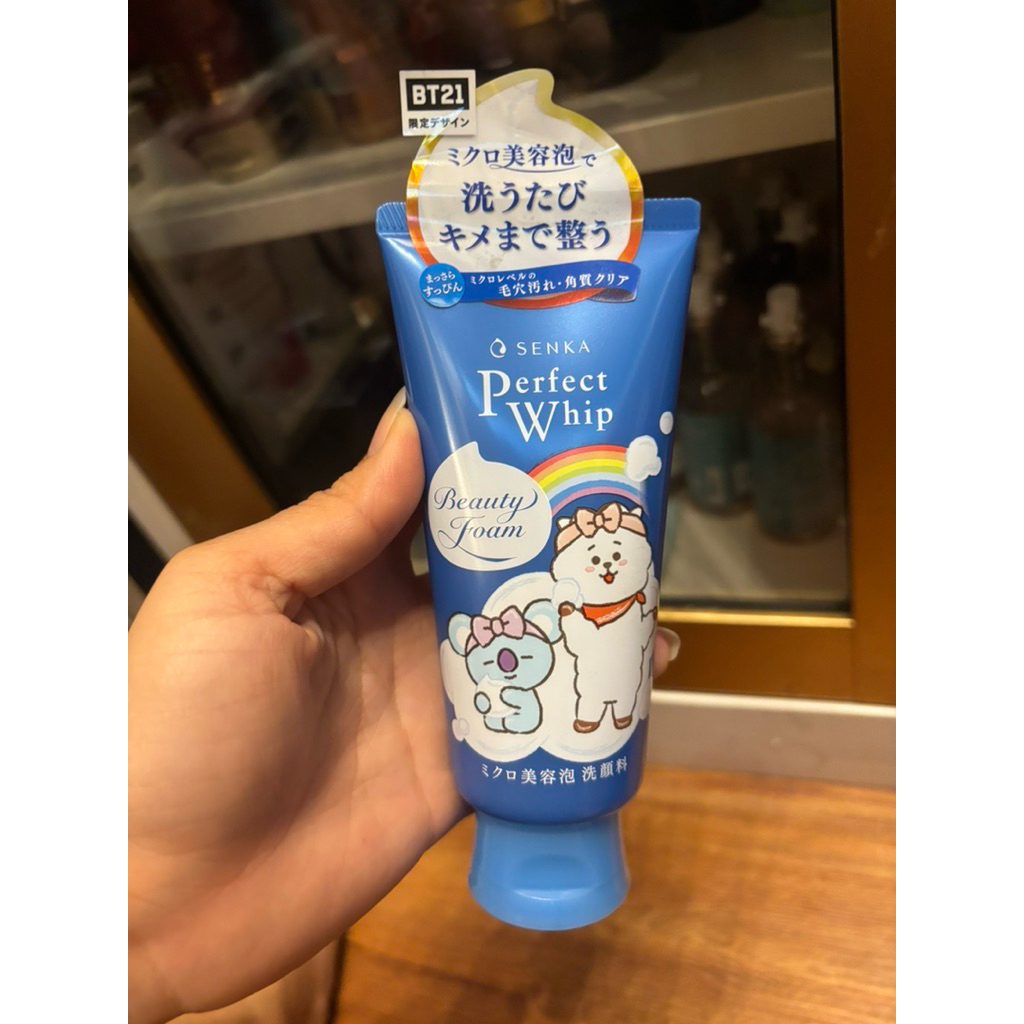 BT21
限定デザイン
ミクロ美容泡で
洗うたび
キメまで整う
まっさら
すっぴん
ミクロレベルの
毛穴汚れ・角質クリア
SENKA
Perfect
Whip
Beauty
Foam
ミクロ美容泡 洗顔料